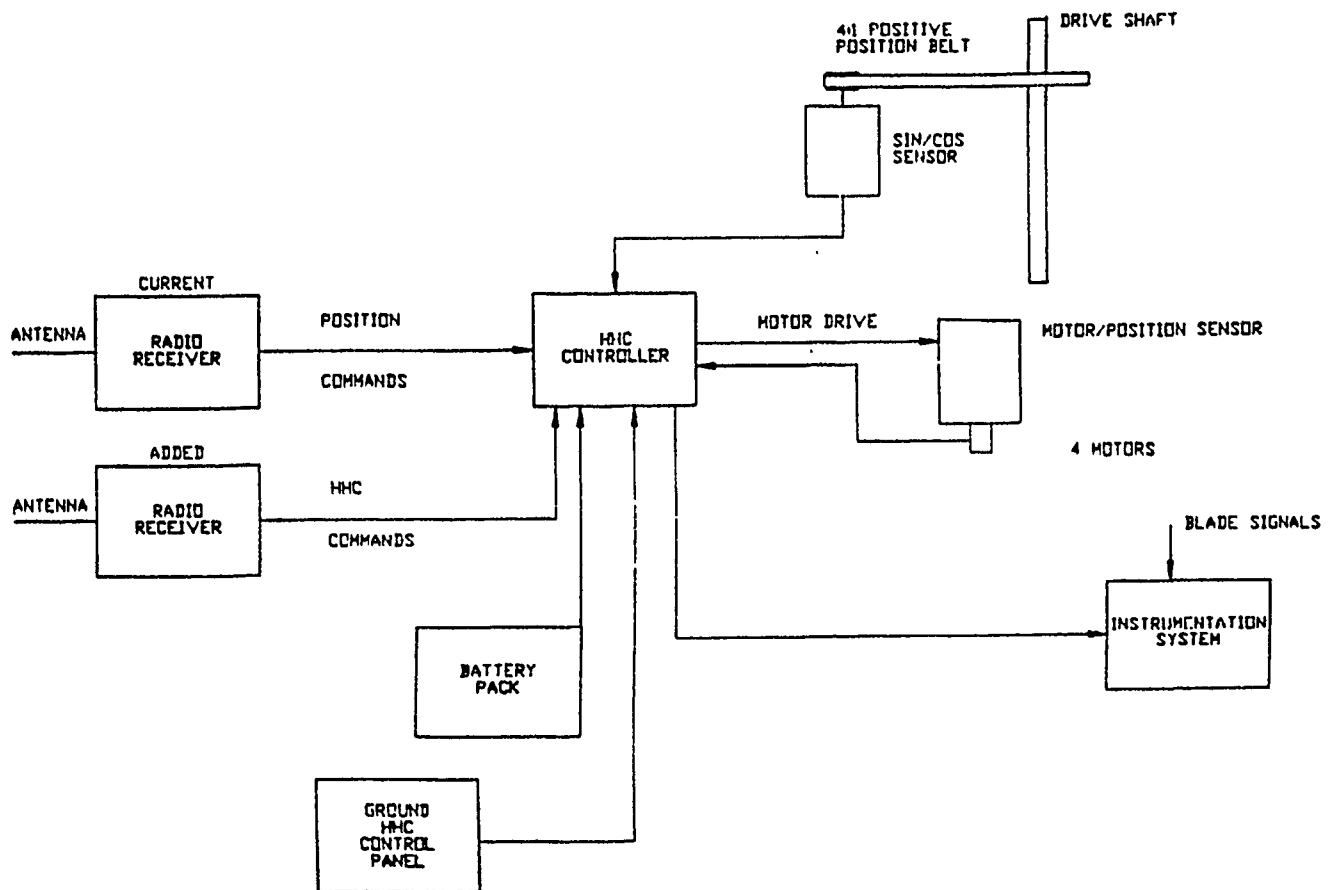 DRIVE SHAFT
4:1 POSITIVE
POSITION BELT
SIN/COS
SENSOR
CURRENT
ANTENNA
RADIO
RECEIVER
POSITION
COMMANDS
HHC
CONTROLLER
MOTOR DRIVE
MOTOR/POSITION SENSOR
4 MOTORS
ADDED
ANTENNA
RADIO
RECEIVER
HHC
COMMANDS
BLADE SIGNALS
INSTRUMENTATION
SYSTEM
BATTERY
PACK
GROUND
HHC
CONTROL
PANEL